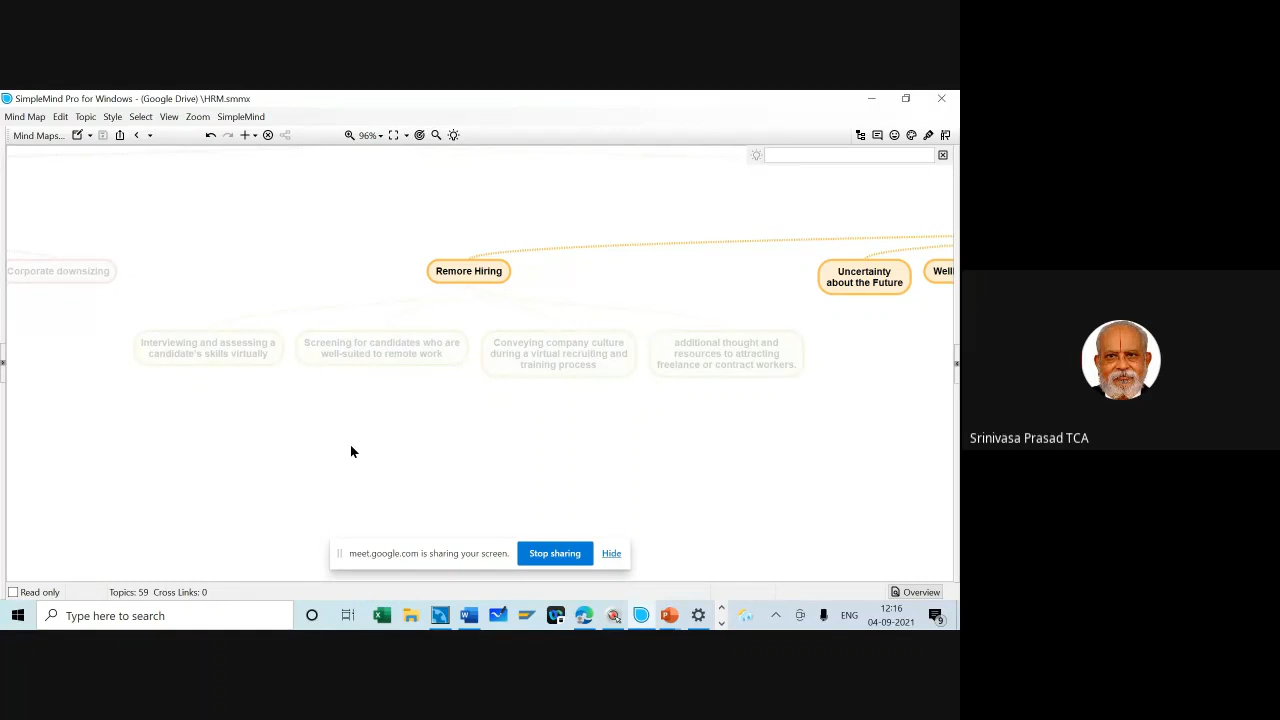 SimpleMind Pro for Windows - (Google Drive) \HRM.smmx
Mind Map Edit Topic Style Select View Zoom SimpleMind
Mind Maps... 96%
Corporate downsizing
Remore Hiring
Uncertainty
about the Future
Well
Interviewing and assessing a
candidate's skills virtually
Screening for candidates who are
well-suited to remote work
Conveying company culture
during a virtual recruiting and
training process
additional thought and
resources to attracting
freelance or contract workers.
Srinivasa Prasad TCA
meet.google.com is sharing your screen. Stop sharing Hide
Read only Topics: 59 Cross Links: 0 Overview
Type here to search
ENG
12:16
04-09-2021
9